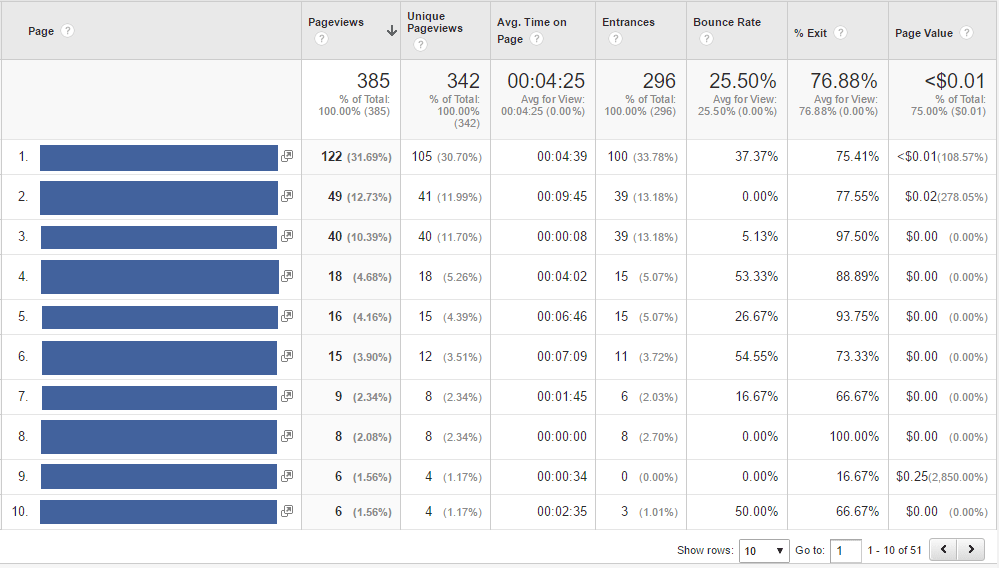 Page ? Pageviews ? Unique Pageviews ? Avg. Time on Page ? Entrances ? Bounce Rate ? % Exit ? Page Value ?
385 342 00:04:25 296 25.50% 76.88% <$0.01
% of Total: 100.00% (385) % of Total: 100.00% (342) Avg for View: 00:04:25 (0.00%) % of Total: 100.00% (296) Avg for View: 25.50% (0.00%) Avg for View: 76.88% (0.00%) % of Total: 75.00% ($0.01)
1. 122 (31.69%) 105 (30.70%) 00:04:39 100 (33.78%) 37.37% 75.41% <$0.01(108.57%)
2. 49 (12.73%) 41 (11.99%) 00:09:45 39 (13.18%) 0.00% 77.55% $0.02(278.05%)
3. 40 (10.39%) 40 (11.70%) 00:00:08 39 (13.18%) 5.13% 97.50% $0.00 (0.00%)
4. 18 (4.68%) 18 (5.26%) 00:04:02 15 (5.07%) 53.33% 88.89% $0.00 (0.00%)
5. 16 (4.16%) 15 (4.39%) 00:06:46 15 (5.07%) 26.67% 93.75% $0.00 (0.00%)
6. 15 (3.90%) 12 (3.51%) 00:07:09 11 (3.72%) 54.55% 73.33% $0.00 (0.00%)
7. 9 (2.34%) 8 (2.34%) 00:01:45 6 (2.03%) 16.67% 66.67% $0.00 (0.00%)
8. 8 (2.08%) 8 (2.34%) 00:00:00 8 (2.70%) 0.00% 100.00% $0.00 (0.00%)
9. 6 (1.56%) 4 (1.17%) 00:00:34 0 (0.00%) 0.00% 16.67% $0.25(2,850.00%)
10. 6 (1.56%) 4 (1.17%) 00:02:35 3 (1.01%) 50.00% 66.67% $0.00 (0.00%)
Show rows: 10 Go to: 1 1 - 10 of 51